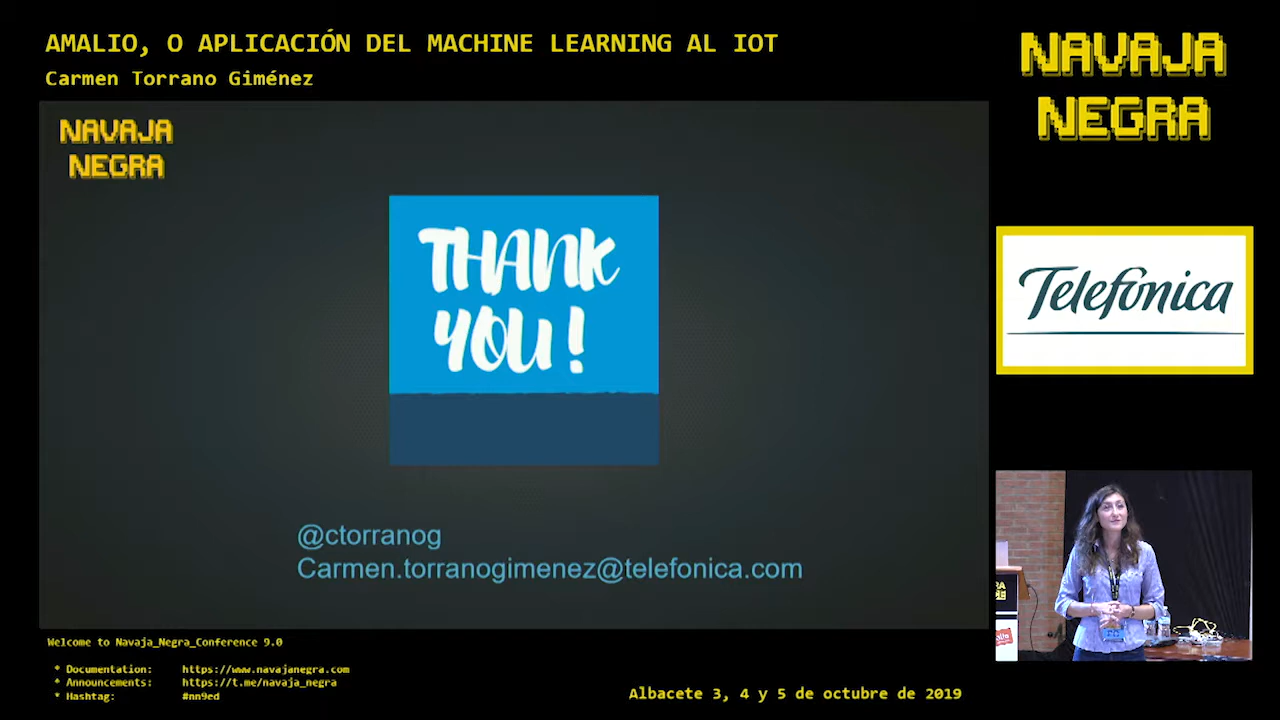 AMALIO, O APLICACIÓN DEL MACHINE LEARNING AL IOT
Carmen Torrano Giménez
NAVAJA
NEGRA
NAVAJA
NEGRA
THANK
YOU!
@ctorranog
Carmen.torranogimenez@telefonica.com
Telefónica
Welcome to Navaja_Negra_Conference 9.0
* Documentation: https://www.navajanegra.com
* Announcements: https://t.me/navaja_negra
* Hashtag: #nn9ed
Albacete 3, 4 y 5 de octubre de 2019